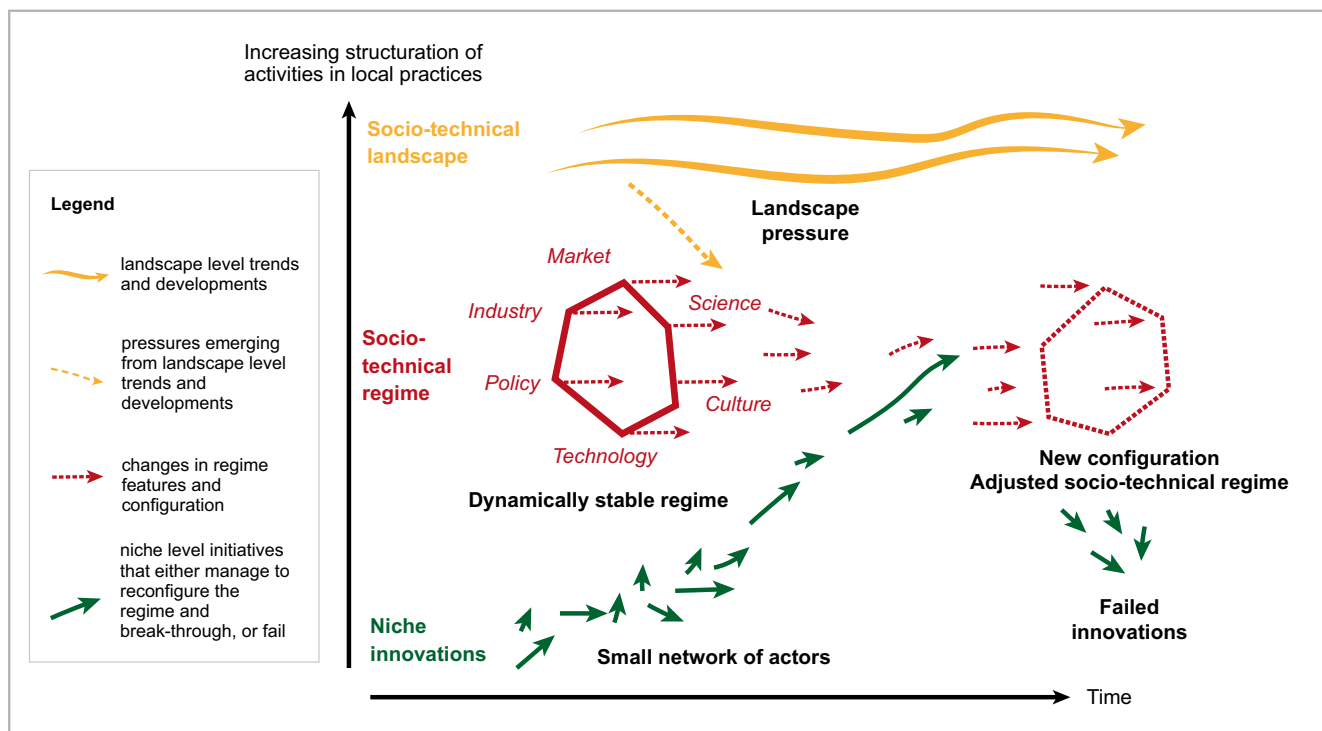 Increasing structuration of
activities in local practices
Socio-technical
landscape
Landscape
pressure
Legend
landscape level trends
and developments
pressures emerging
from landscape level
trends and
developments
changes in regime
features and
configuration
niche level initiatives
that either manage to
reconfigure the
regime and
break-through, or fail
Socio-
technical
regime
Market
Industry
Science
Policy
Culture
Technology
Dynamically stable regime
New configuration
Adjusted socio-technical regime
Niche
innovations
Small network of actors
Failed
innovations
Time